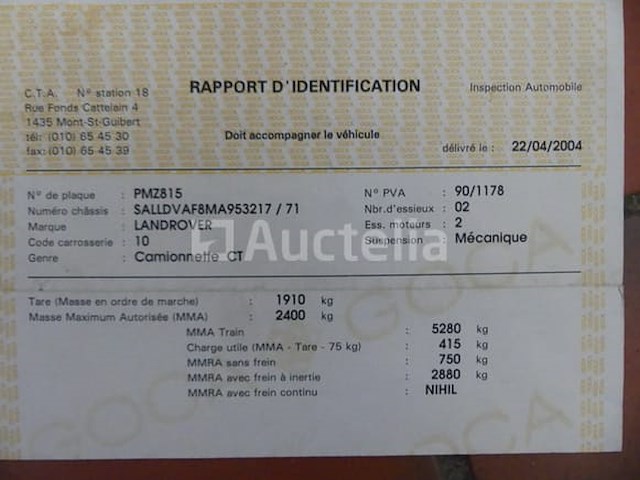 C.T.A. N° station 18
Rue Fonds Cattelain 4
1435 Mont-St-Guibert
tél: (010) 65 45 30
fax: (010) 65 45 39
RAPPORT D'IDENTIFICATION
Doit accompagner le véhicule
Inspection Automobile
délivré le : 22/04/2004
N° de plaque : PMZ815
Numéro châssis : SALLDVAF8MA953217 / 71
Marque : LANDROVER
Code carrosserie : 10
Genre : Camionnette CT
N° PVA : 90/1178
Nbr.d'essieux : 02
Ess. moteurs : 2
Suspension : Mécanique
Auctelia
Tare (Masse en ordre de marche) : 1910 kg
Masse Maximum Autorisée (MMA) : 2400 kg
MMA Train : 5280 kg
Charge utile (MMA - Tare - 75 kg) : 415 kg
MMRA sans frein : 750 kg
MMRA avec frein à inertie : 2880 kg
MMRA avec frein continu : NIHIL
GOCA
GOCA